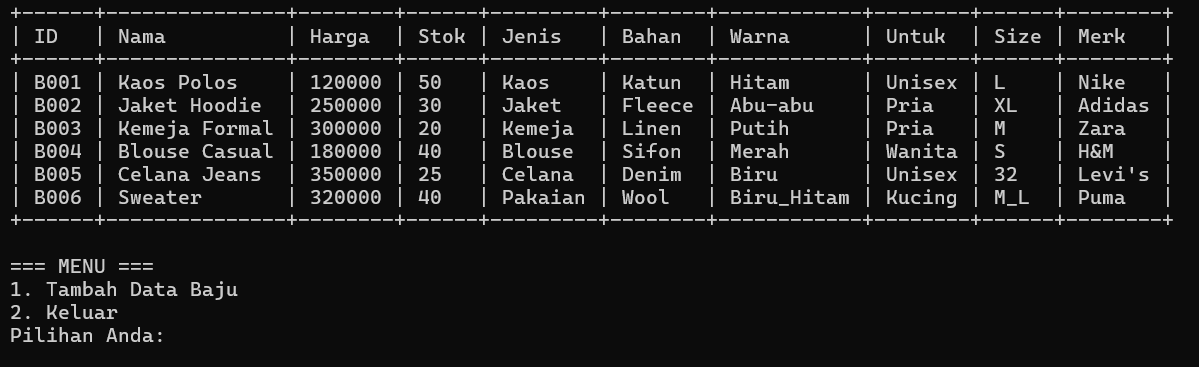 +------+---------------+--------+------+---------+--------+------------+--------+------+--------+
| ID   | Nama          | Harga  | Stok | Jenis   | Bahan  | Warna      | Untuk  | Size | Merk   |
+------+---------------+--------+------+---------+--------+------------+--------+------+--------+
| B001 | Kaos Polos    | 120000 | 50   | Kaos    | Katun  | Hitam      | Unisex | L    | Nike   |
| B002 | Jaket Hoodie  | 250000 | 30   | Jaket   | Fleece | Abu-abu    | Pria   | XL   | Adidas |
| B003 | Kemeja Formal | 300000 | 20   | Kemeja  | Linen  | Putih      | Pria   | M    | Zara   |
| B004 | Blouse Casual | 180000 | 40   | Blouse  | Sifon  | Merah      | Wanita | S    | H&M    |
| B005 | Celana Jeans  | 350000 | 25   | Celana  | Denim  | Biru       | Unisex | 32   | Levi's |
| B006 | Sweater       | 320000 | 40   | Pakaian | Wool   | Biru_Hitam | Kucing | M_L  | Puma   |
+------+---------------+--------+------+---------+--------+------------+--------+------+--------+
=== MENU ===
1. Tambah Data Baju
2. Keluar
Pilihan Anda: